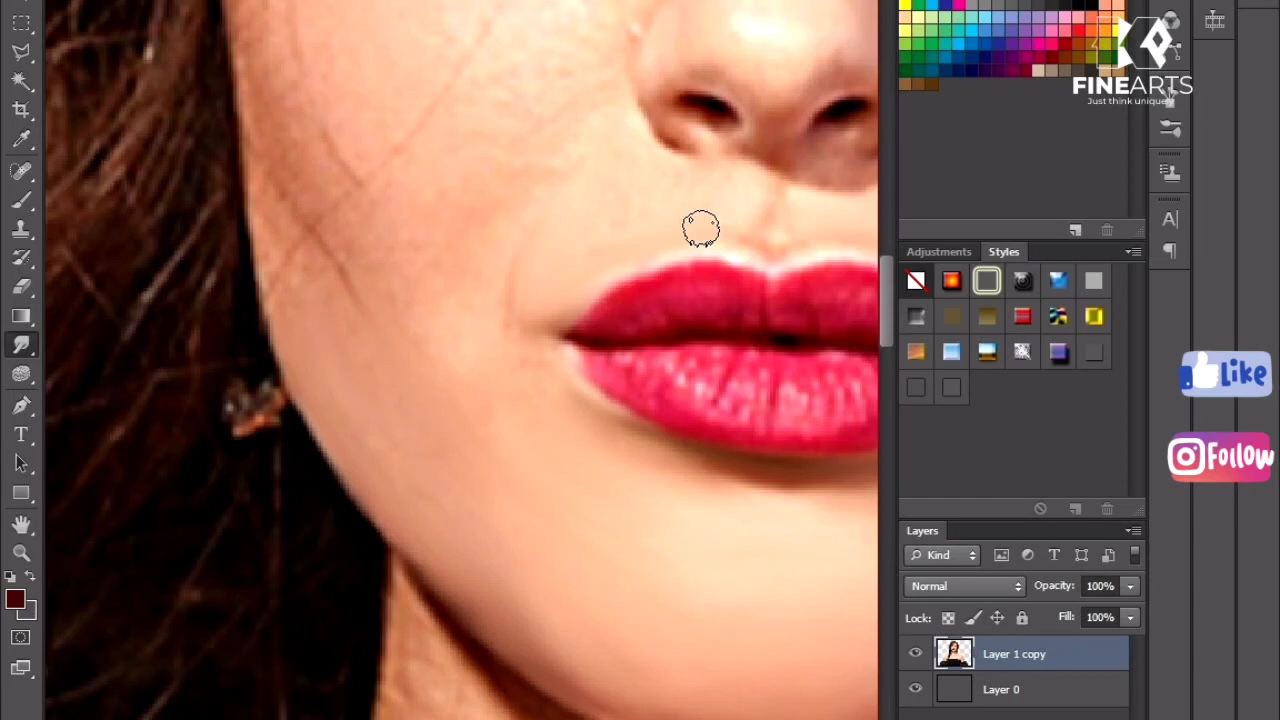 FINEARTS
Just think uniquely
Adjustments
Styles
Like
Follow
Layers
Kind
Normal
Opacity: 100%
Lock:
Fill: 100%
Layer 1 copy
Layer 0
T
A